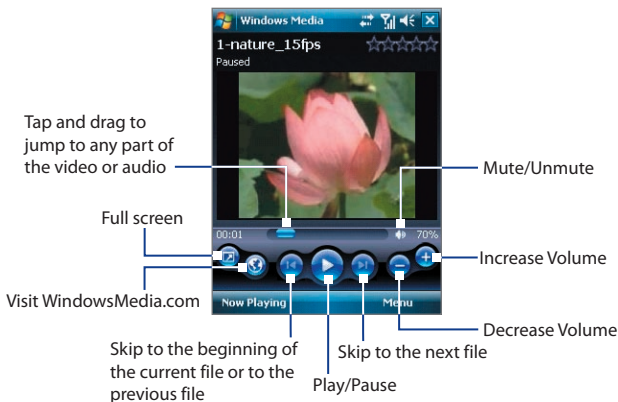 Windows Media
1-nature_15fps
Paused
Tap and drag to
jump to any part of
the video or audio
Mute/Unmute
Full screen
00:01
70%
Increase Volume
Visit WindowsMedia.com
Now Playing
Menu
Decrease Volume
Skip to the beginning of
the current file or to the
previous file
Skip to the next file
Play/Pause